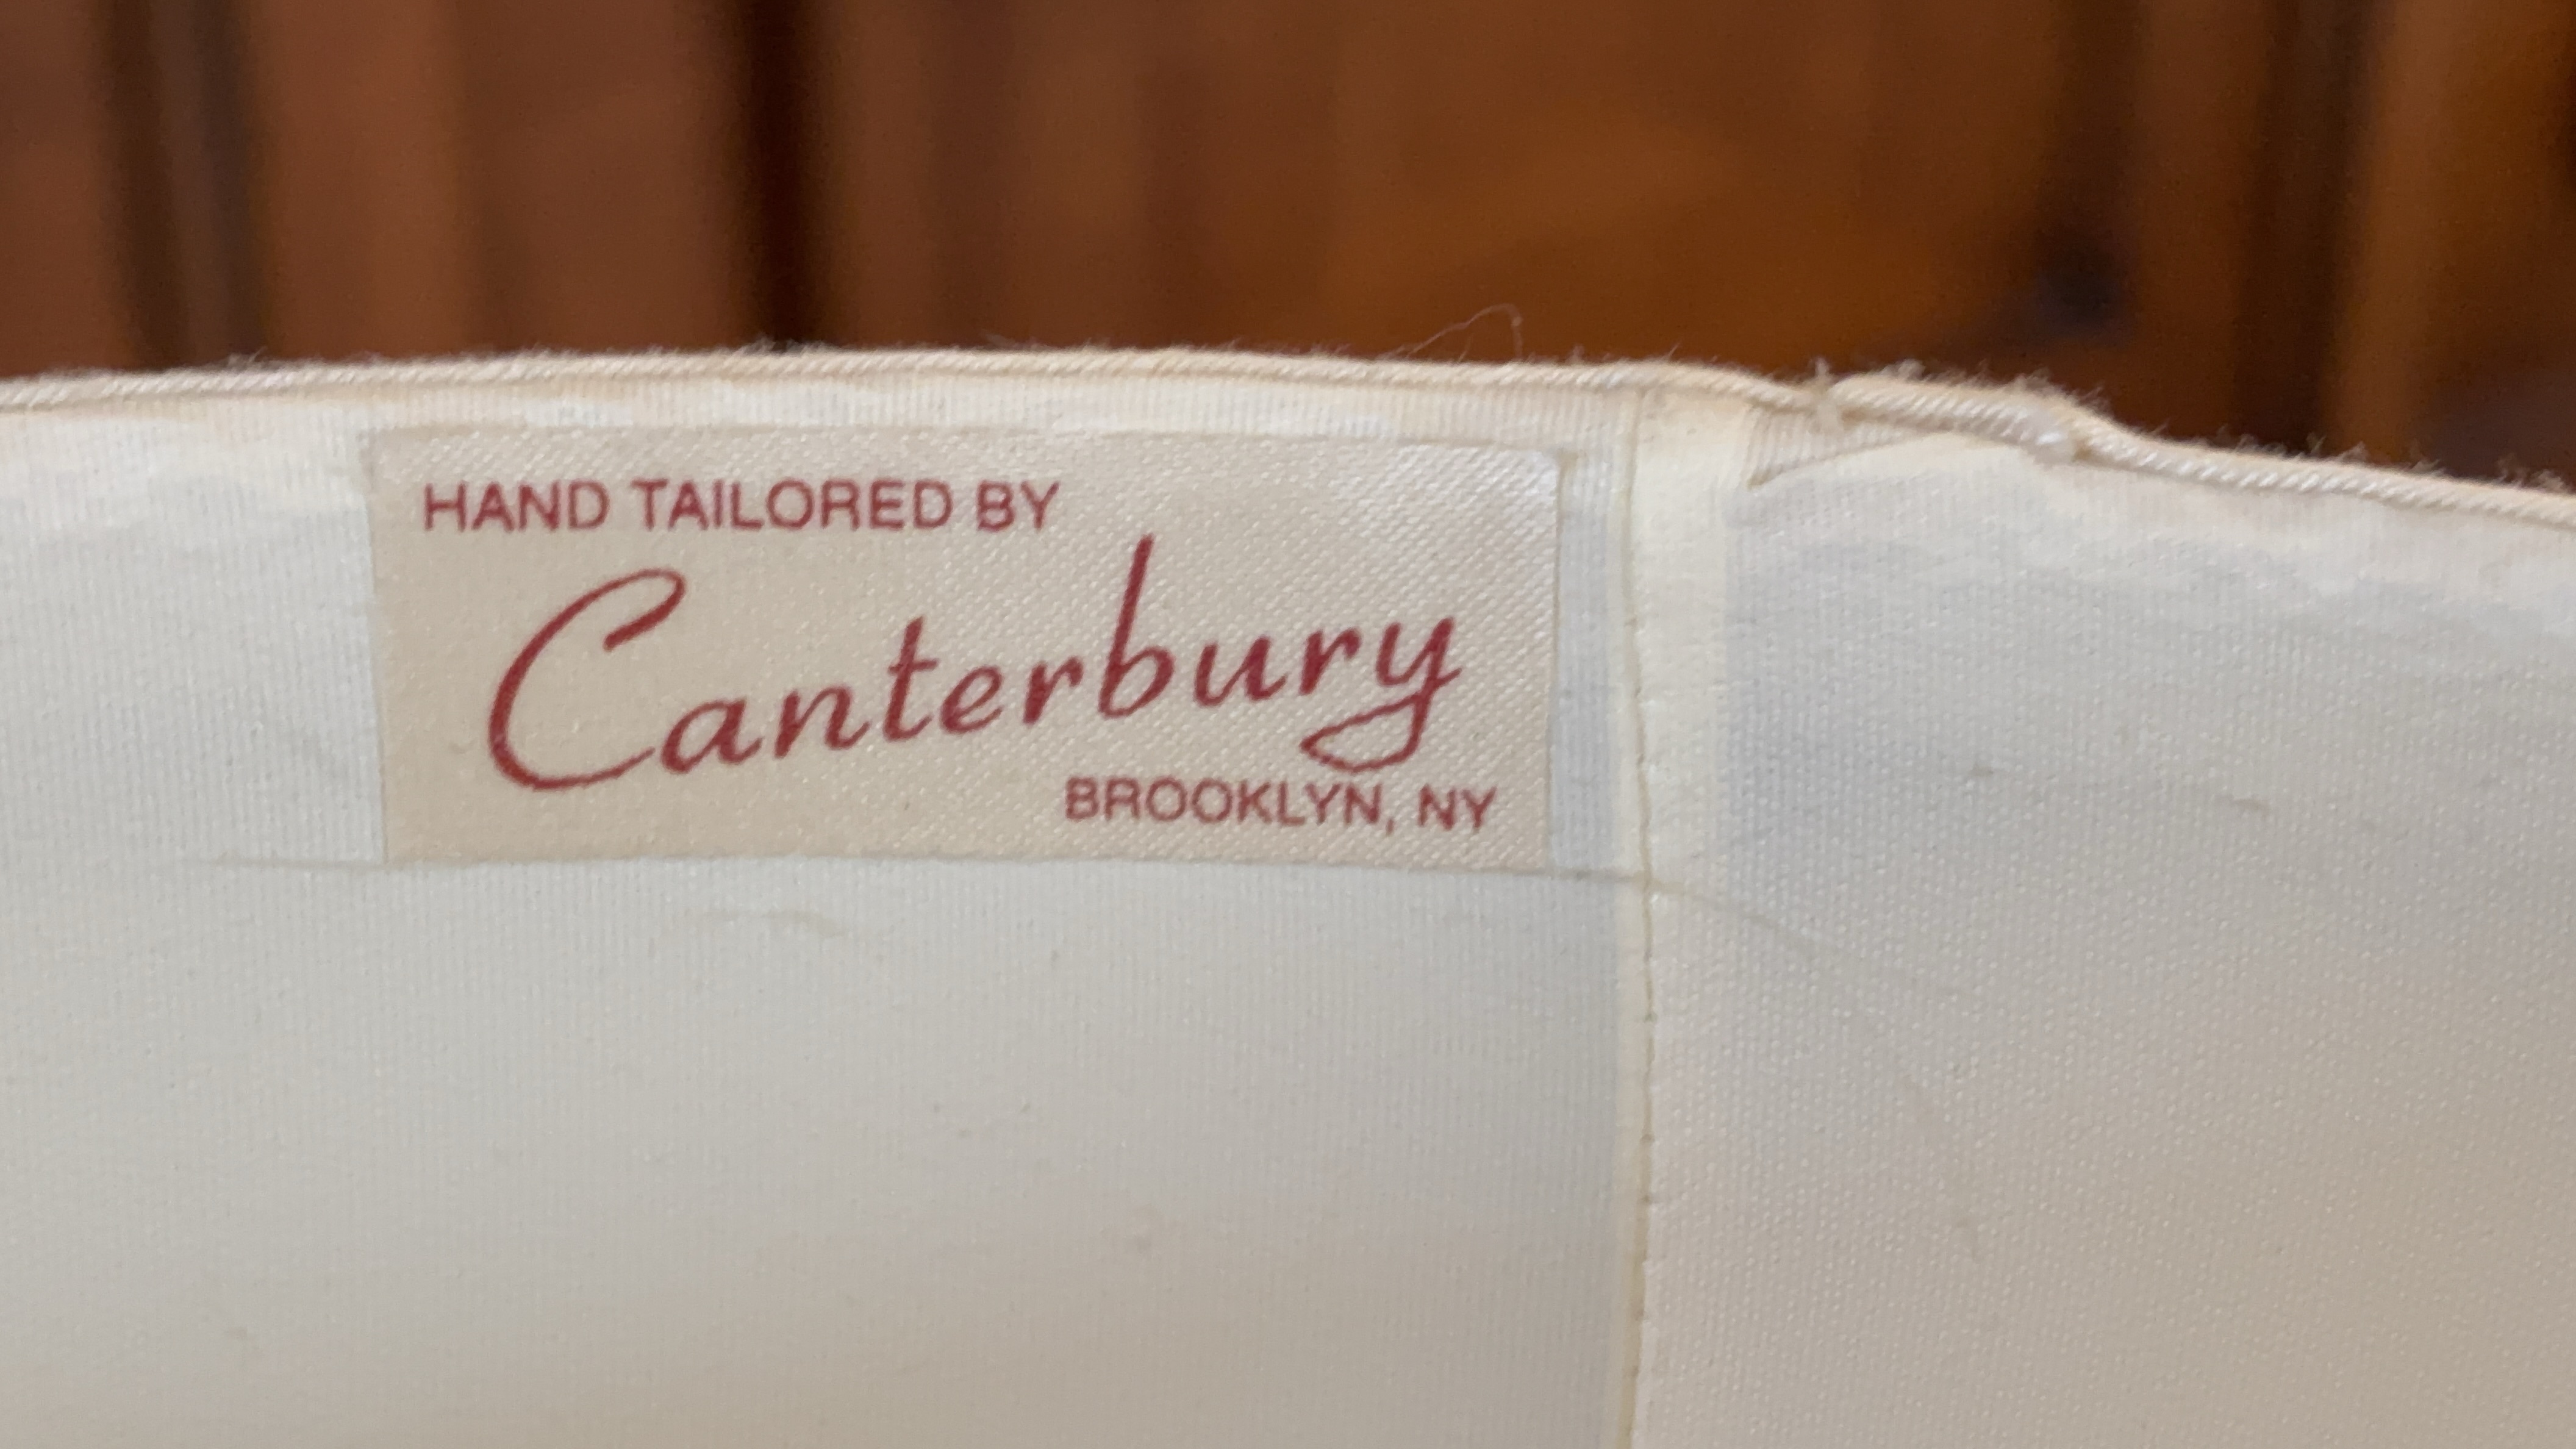 HAND TAILORED BY
Canterbury
BROOKLYN, NY